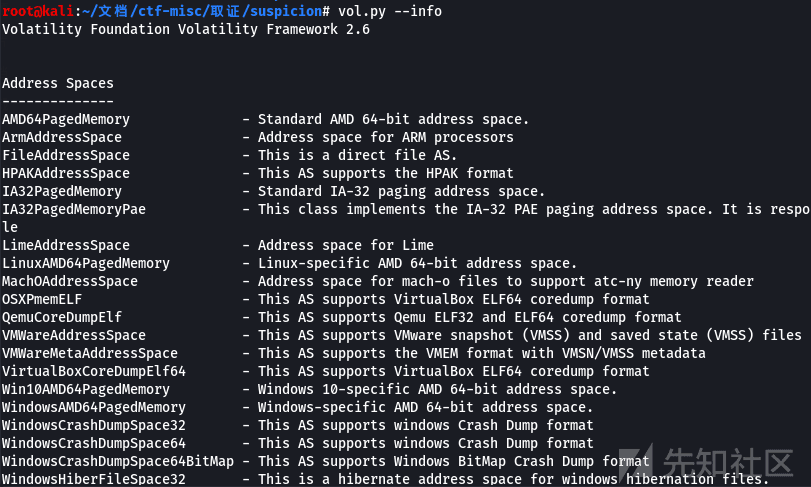 root@kali:~/文档/ctf-misc/取证/suspicion# vol.py --info
Volatility Foundation Volatility Framework 2.6
Address Spaces
--------------
AMD64PagedMemory - Standard AMD 64-bit address space.
ArmAddressSpace - Address space for ARM processors
FileAddressSpace - This is a direct file AS.
HPAKAddressSpace - This AS supports the HPAK format
IA32PagedMemory - Standard IA-32 paging address space.
IA32PagedMemoryPae - This class implements the IA-32 PAE paging address space. It is respo
le
LimeAddressSpace - Address space for Lime
LinuxAMD64PagedMemory - Linux-specific AMD 64-bit address space.
MachOAddressSpace - Address space for mach-o files to support atc-ny memory reader
OSXPmemELF - This AS supports VirtualBox ELF64 coredump format
QemuCoreDumpElf - This AS supports Qemu ELF32 and ELF64 coredump format
VMWareAddressSpace - This AS supports VMware snapshot (VMSS) and saved state (VMSS) files
VMWareMetaAddressSpace - This AS supports the VMEM format with VMSN/VMSS metadata
VirtualBoxCoreDumpElf64 - This AS supports VirtualBox ELF64 coredump format
Win10AMD64PagedMemory - Windows 10-specific AMD 64-bit address space.
WindowsAMD64PagedMemory - Windows-specific AMD 64-bit address space.
WindowsCrashDumpSpace32 - This AS supports windows Crash Dump format
WindowsCrashDumpSpace64 - This AS supports windows Crash Dump format
WindowsCrashDumpSpace64BitMap - This AS supports Windows BitMap Crash Dump format
WindowsHiberFileSpace32 - This is a hibernate address space for windows hibernation files.
先知社区